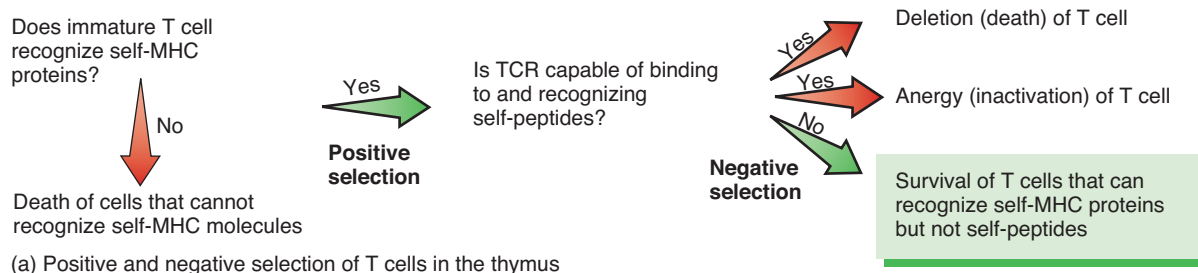 Does immature T cell
recognize self-MHC
proteins?
No
Death of cells that cannot
recognize self-MHC molecules
Yes
Positive
selection
Is TCR capable of binding
to and recognizing
self-peptides?
Negative
selection
Yes
Deletion (death) of T cell
Yes
Anergy (inactivation) of T cell
No
Survival of T cells that can
recognize self-MHC proteins
but not self-peptides
(a) Positive and negative selection of T cells in the thymus